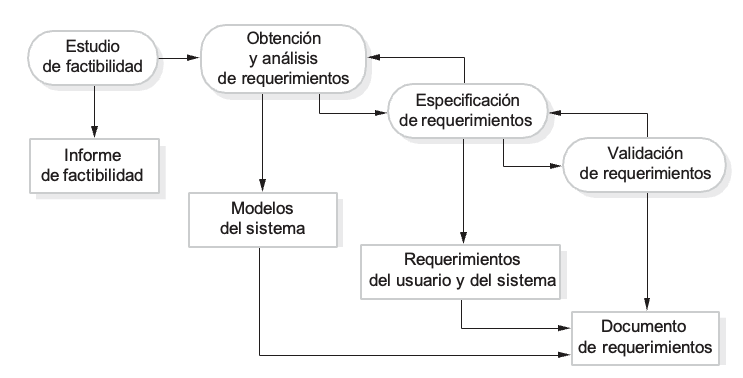 Estudio
de factibilidad
Obtención
y análisis
de requerimientos
Especificación
de requerimientos
Validación
de requerimientos
Informe
de factibilidad
Modelos
del sistema
Requerimientos
del usuario y del sistema
Documento
de requerimientos